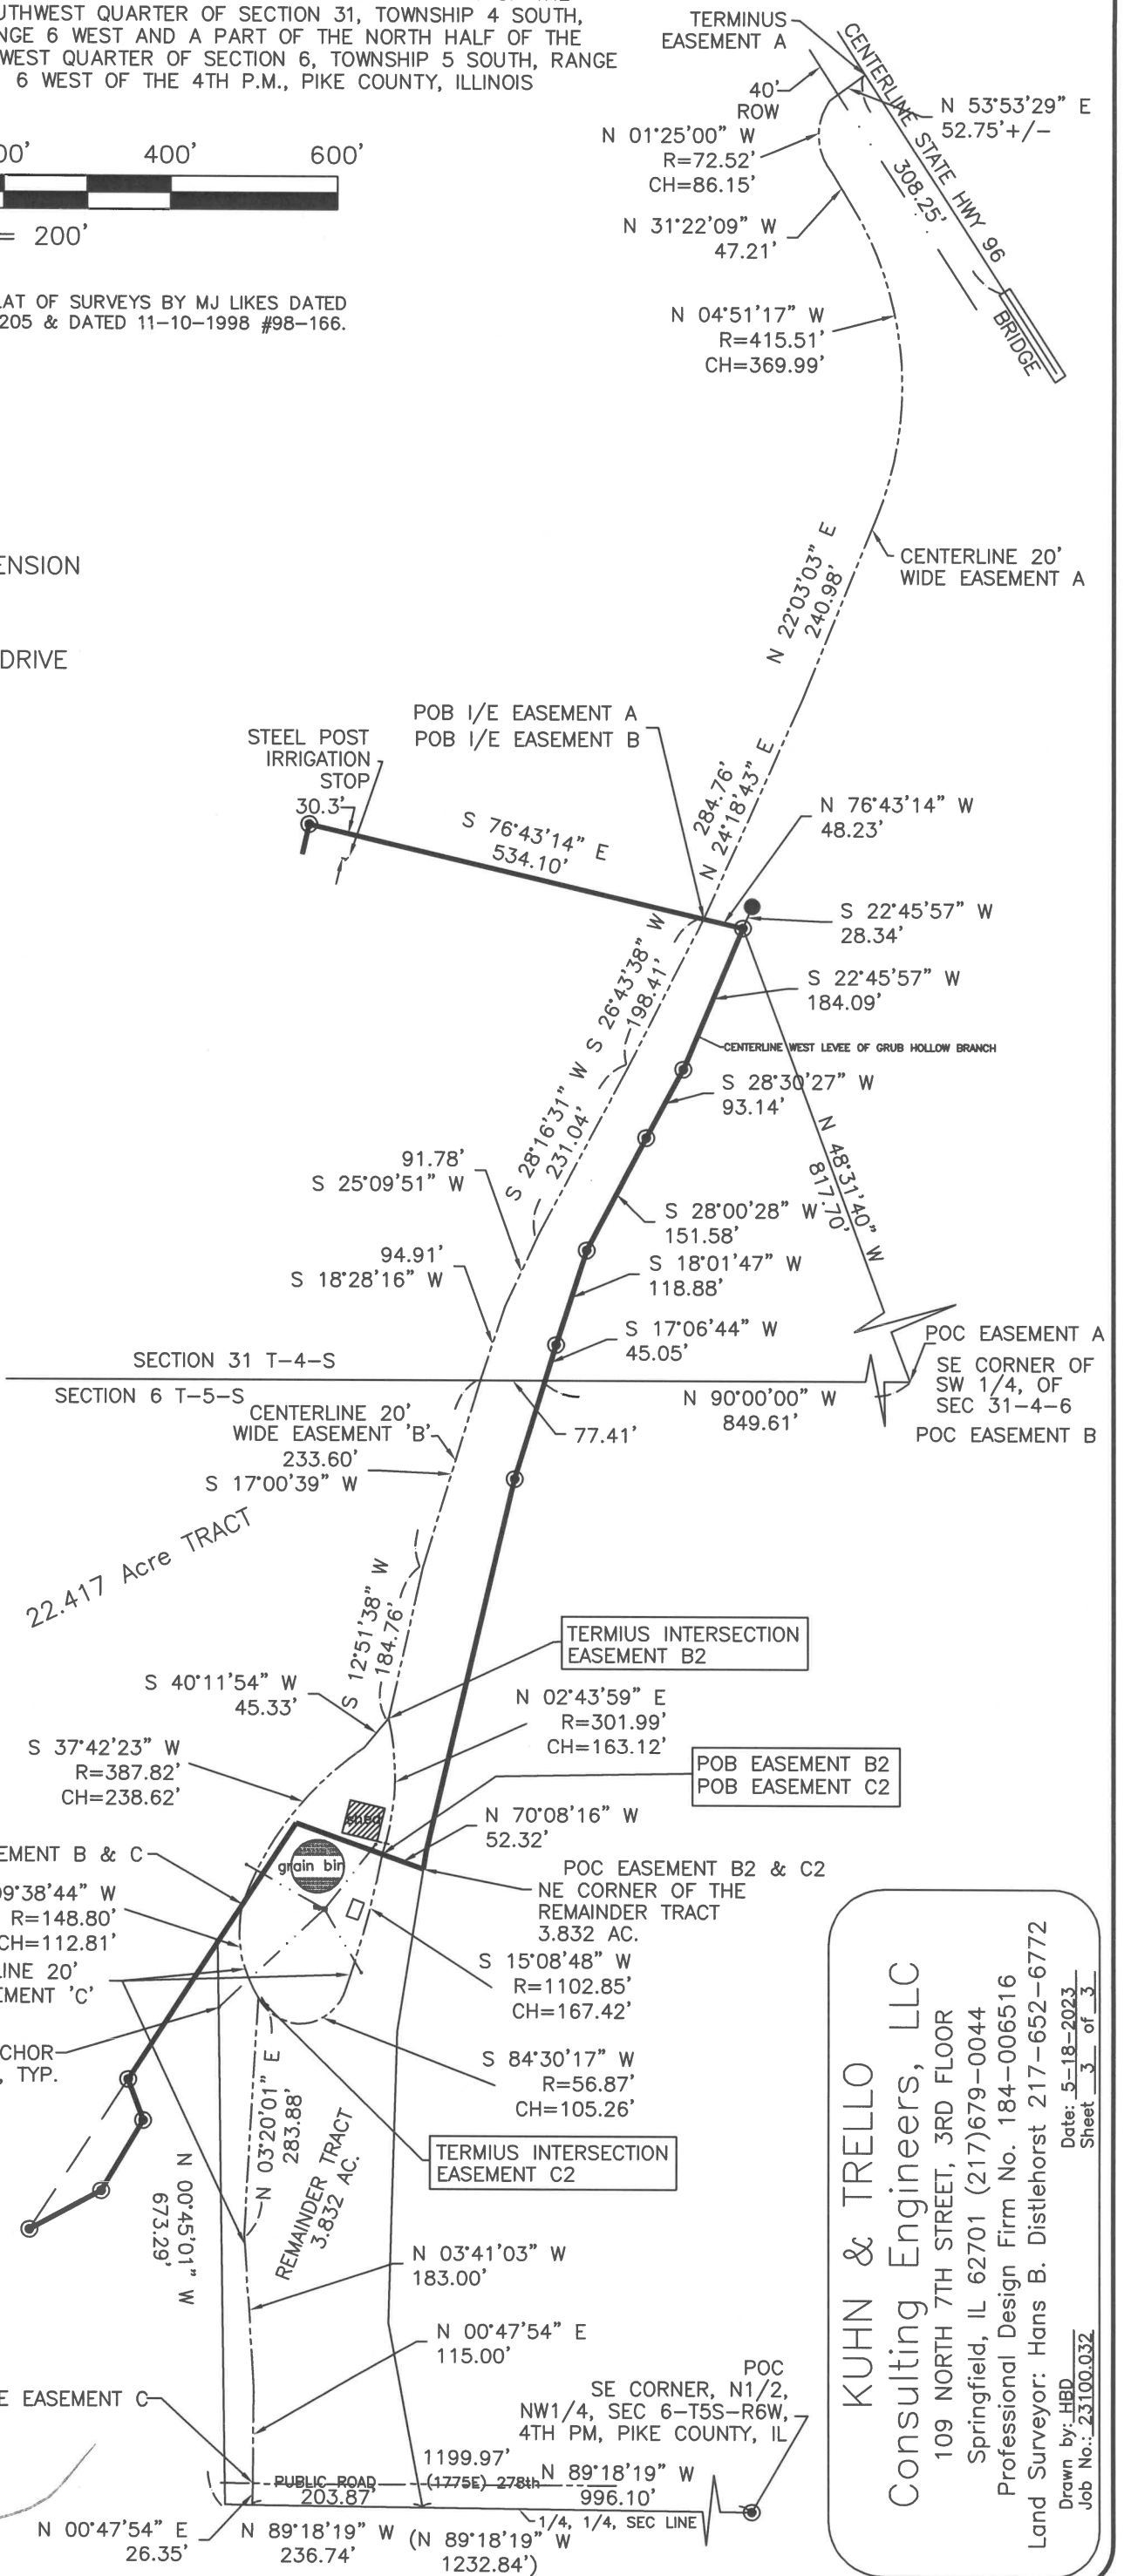 UTHWEST QUARTER OF SECTION 31, TOWNSHIP 4 SOUTH,
NGE 6 WEST AND A PART OF THE NORTH HALF OF THE
WEST QUARTER OF SECTION 6, TOWNSHIP 5 SOUTH, RANGE
6 WEST OF THE 4TH P.M., PIKE COUNTY, ILLINOIS
00' 400' 600'
= 200'
LAT OF SURVEYS BY MJ LIKES DATED
205 & DATED 11-10-1998 #98-166.
ENSION
DRIVE
TERMINUS
EASEMENT A
CENTERLINE STATE HWY 96
40'
ROW
N 53°53'29" E
52.75'+/-
N 01°25'00" W
R=72.52'
CH=86.15'
308.25'
N 31°22'09" W
47.21'
BRIDGE
N 04°51'17" W
R=415.51'
CH=369.99'
CENTERLINE 20'
WIDE EASEMENT A
N 22°03'03" E
240.98'
POB I/E EASEMENT A
POB I/E EASEMENT B
STEEL POST
IRRIGATION
STOP
30.3'
284.76'
N 24°18'43" E
N 76°43'14" W
48.23'
S 76°43'14" E
534.10'
S 22°45'57" W
28.34'
S 26°43'38" W
198.41'
S 22°45'57" W
184.09'
CENTERLINE WEST LEVEE OF GRUB HOLLOW BRANCH
S 28°30'27" W
93.14'
S 28°16'31" W
231.04'
N 48°31'40" W
817.70'
91.78'
S 25°09'51" W
S 28°00'28" W
151.58'
94.91'
S 18°28'16" W
S 18°01'47" W
118.88'
S 17°06'44" W
45.05'
POC EASEMENT A
SE CORNER OF
SW 1/4, OF
SEC 31-4-6
POC EASEMENT B
SECTION 31 T-4-S
SECTION 6 T-5-S
N 90°00'00" W
849.61'
77.41'
CENTERLINE 20'
WIDE EASEMENT 'B'
233.60'
S 17°00'39" W
22.417 Acre TRACT
S 12°51'38" W
184.76'
TERMIUS INTERSECTION
EASEMENT B2
S 40°11'54" W
45.33'
N 02°43'59" E
R=301.99'
CH=163.12'
S 37°42'23" W
R=387.82'
CH=238.62'
POB EASEMENT B2
POB EASEMENT C2
shed
N 70°08'16" W
52.32'
grain bin
EMENT B & C
POC EASEMENT B2 & C2
NE CORNER OF THE
REMAINDER TRACT
3.832 AC.
09°38'44" W
R=148.80'
CH=112.81'
LINE 20'
EMENT 'C'
S 15°08'48" W
R=1102.85'
CH=167.42'
CHOR
, TYP.
S 84°30'17" W
R=56.87'
CH=105.26'
N 03°20'01" E
283.88'
REMAINDER TRACT
3.832 AC.
TERMIUS INTERSECTION
EASEMENT C2
N 00°45'01" W
673.29'
N 03°41'03" W
183.00'
N 00°47'54" E
115.00'
POC
SE CORNER, N1/2,
NW1/4, SEC 6-T5S-R6W,
4TH PM, PIKE COUNTY, IL
E EASEMENT C
1199.97'
PUBLIC ROAD (1775E) 278th
203.87'
N 89°18'19" W
996.10'
1/4, 1/4, SEC LINE
N 00°47'54" E
26.35'
N 89°18'19" W
236.74'
(N 89°18'19" W
1232.84')
KUHN & TRELLO
Consulting Engineers, LLC
109 NORTH 7TH STREET, 3RD FLOOR
Springfield, IL 62701 (217)679-0044
Professional Design Firm No. 184-006516
Land Surveyor: Hans B. Distlehorst 217-652-6772
Drawn by: HBD Date: 5-18-2023
Job No.: 23100.032 Sheet 3 of 3